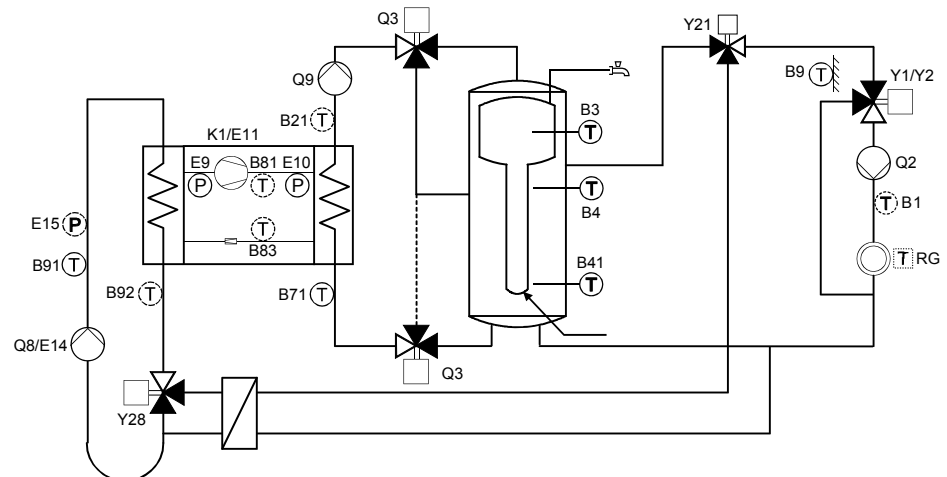 Q3
Y21
B9
T
Y1/Y2
Q9
B21
T
B3
T
K1/E11
E9
B81
E10
P
T
P
Q2
T
B4
T
B1
E15
P
T
B83
B91
T
B41
T
T
RG
B92
T
B71
T
Q8/E14
Q3
Y28